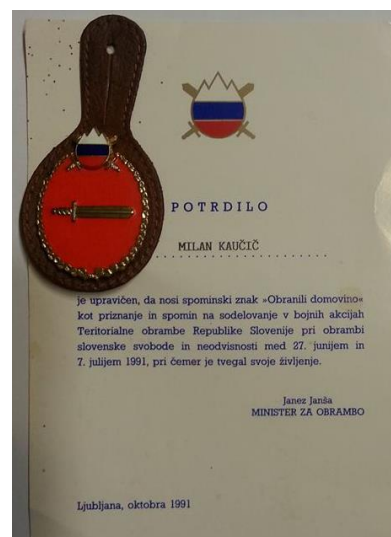 POTRDILO
MILAN KAUČIČ
je upravičen, da nosi spominski znak »Obranili domovino«
kot priznanje in spomin na sodelovanje v bojnih akcijah
Teritorialne obrambe Republike Slovenije pri obrambi
slovenske svobode in neodvisnosti med 27. junijem in
7. julijem 1991, pri čemer je tvegal svoje življenje.
Janez Janša
MINISTER ZA OBRAMBO
Ljubljana, oktobra 1991